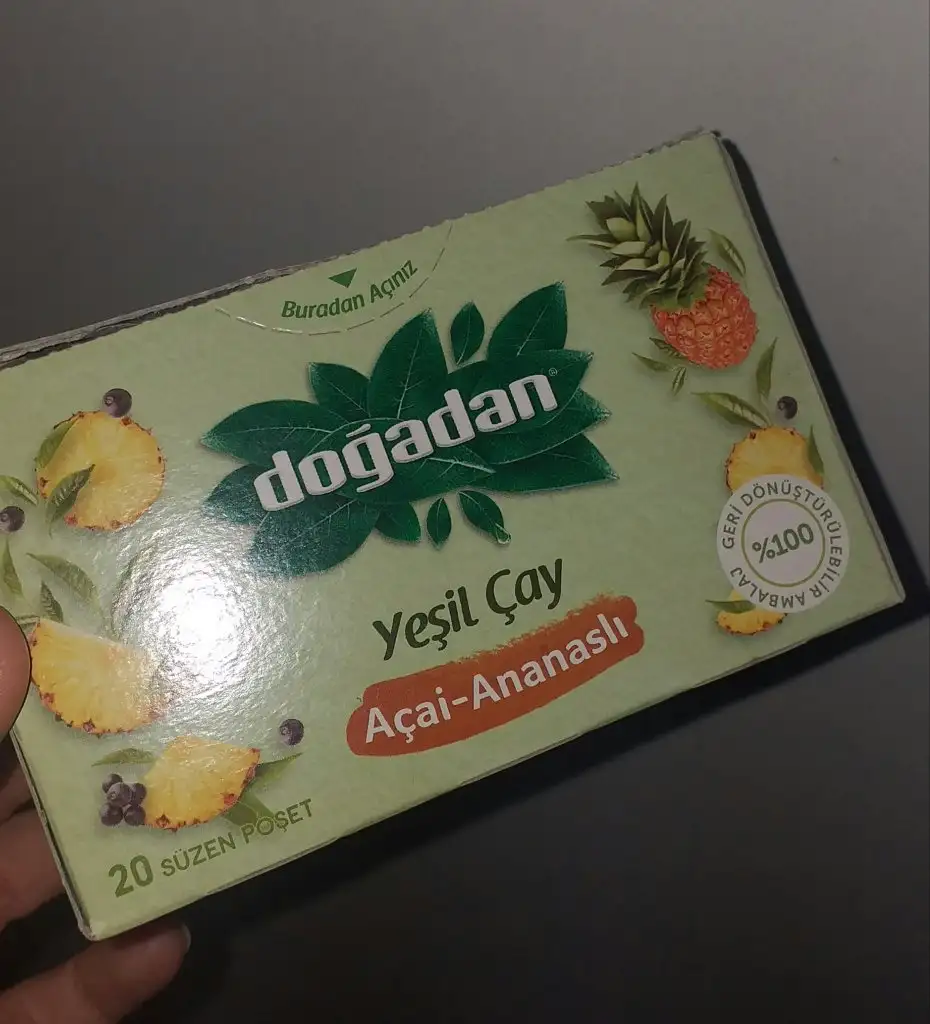 Buradan Açınız
doğadan®
Yeşil Çay
Açai-Ananaslı
GERİ DÖNÜŞTÜRÜLEBİLİR AMBALAJ
%100
20 SÜZEN POŞET